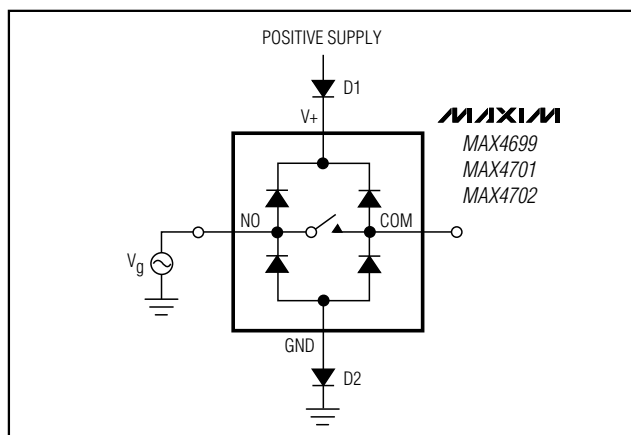 POSITIVE SUPPLY
D1
V+
MAXIM
MAX4699
MAX4701
MAX4702
NO
COM
Vg
GND
D2